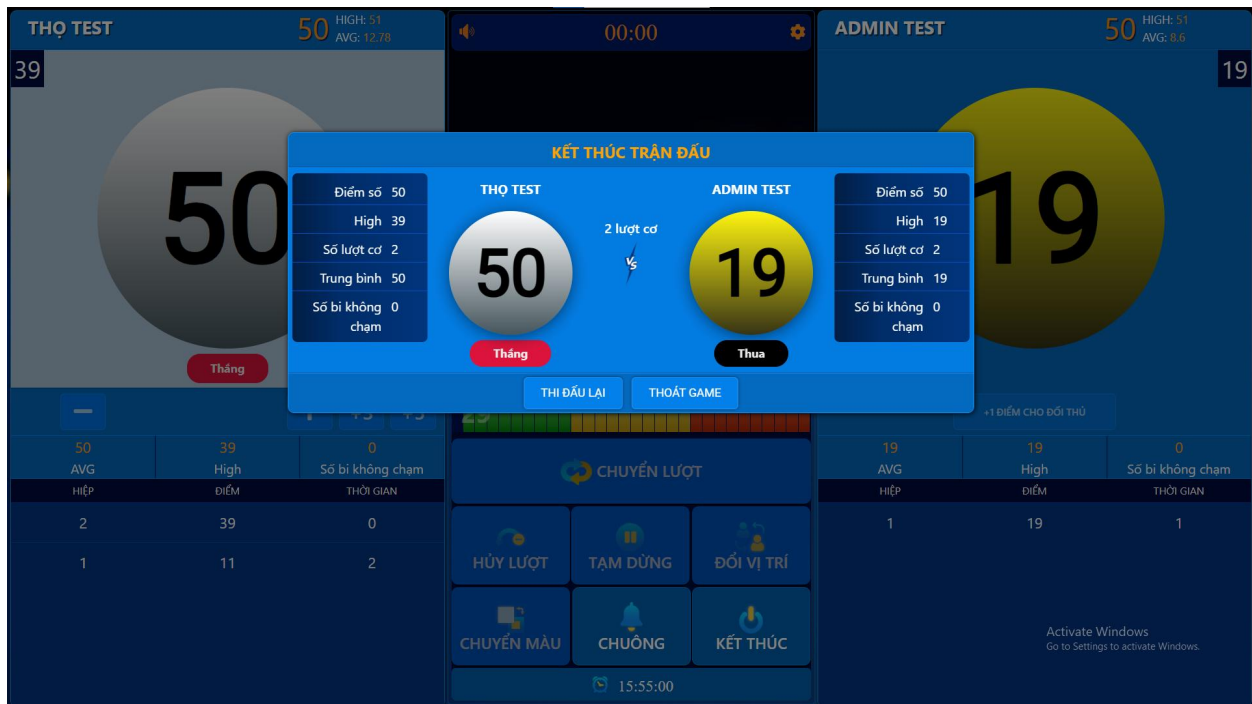 THỌ TEST
50
HIGH: 51
AVG: 12.78
00:00
ADMIN TEST
50
HIGH: 51
AVG: 8.6
39
19
50
19
KẾT THÚC TRẬN ĐẤU
Điểm số 50
High 39
Số lượt cơ 2
Trung bình 50
Số bi không 0
chạm
THỌ TEST
50
Thắng
2 lượt cơ
VS
ADMIN TEST
19
Thua
Điểm số 50
High 19
Số lượt cơ 2
Trung bình 19
Số bi không 0
chạm
THI ĐẤU LẠI
THOÁT GAME
Thắng
+1 ĐIỂM CHO ĐỐI THỦ
50 39 0
AVG High Số bi không chạm
HIỆP ĐIỂM THỜI GIAN
2 39 0
1 11 2
29
CHUYỂN LƯỢT
HỦY LƯỢT TẠM DỪNG ĐỔI VỊ TRÍ
CHUYỂN MÀU CHUÔNG KẾT THÚC
15:55:00
19 19 0
AVG High Số bi không chạm
HIỆP ĐIỂM THỜI GIAN
1 19 1
Activate Windows
Go to Settings to activate Windows.